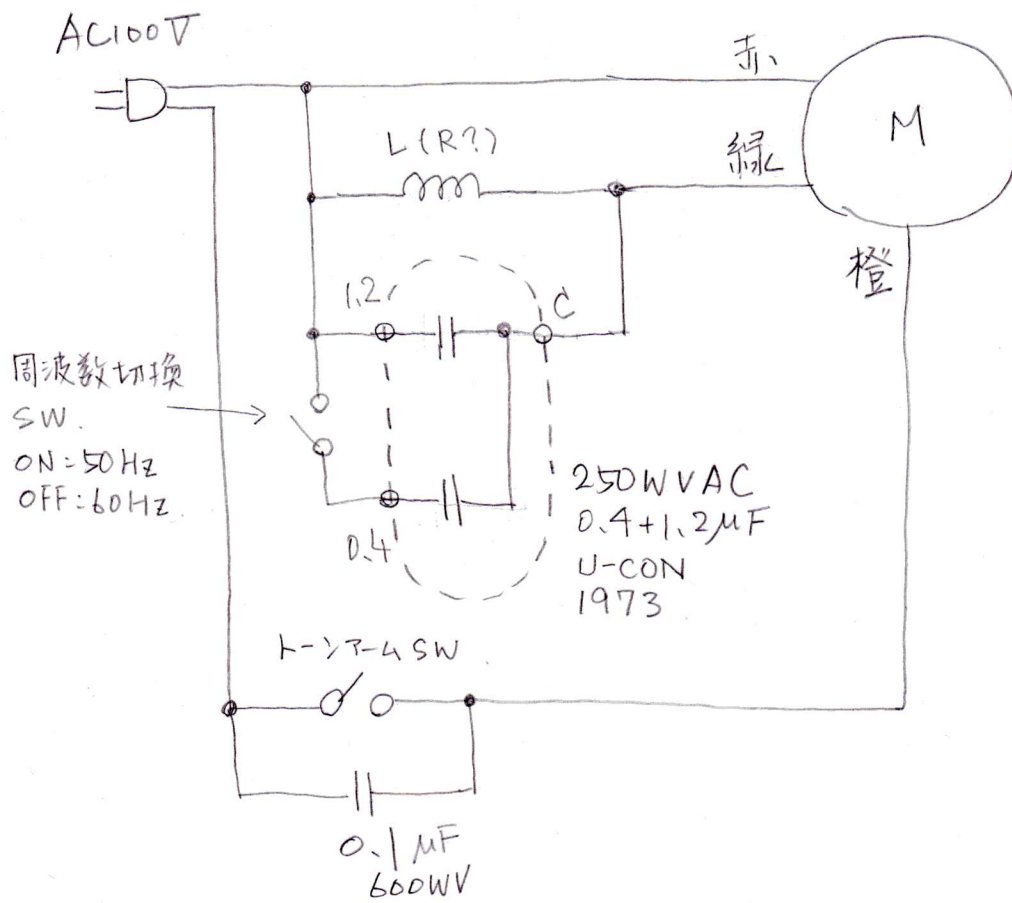 AC100V
赤
M
L(R?)
緑
橙
1.2
C
周波数切換
SW.
ON:50Hz
OFF:60Hz.
0.4
250WVAC
0.4+1.2μF
U-CON
1973
トーンアームSW
0.1μF
600WV